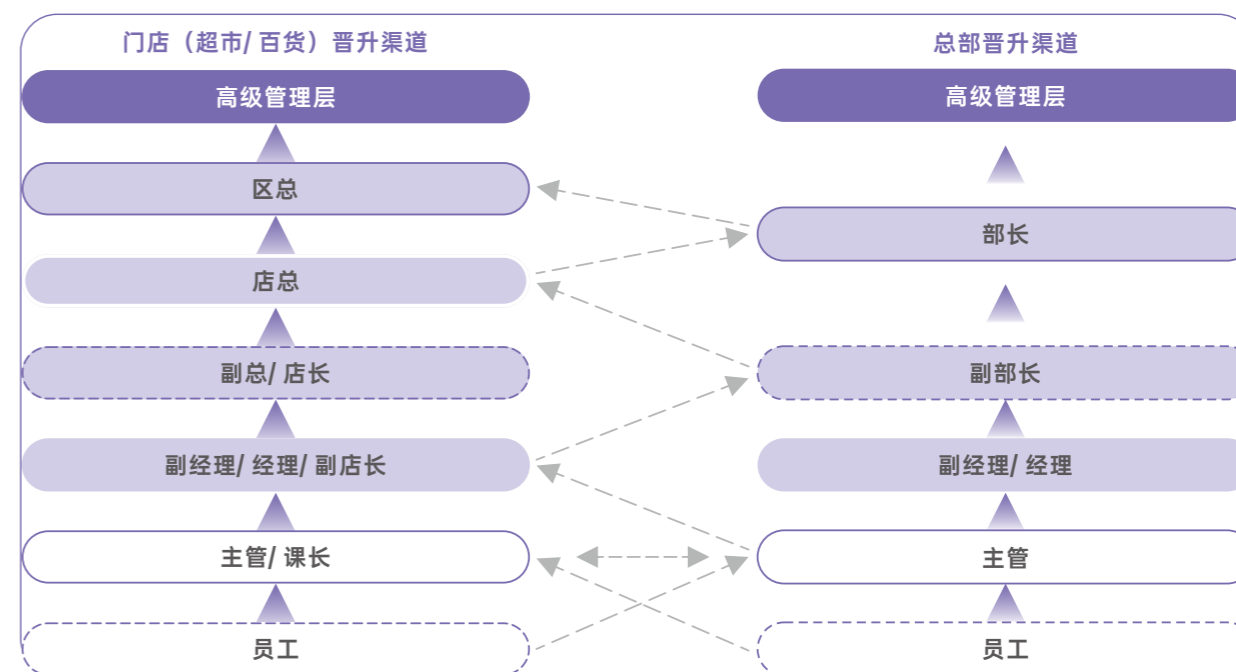 门店（超市/ 百货）晋升渠道
高级管理层
区总
店总
副总/ 店长
副经理/ 经理/ 副店长
主管/ 课长
员工
总部晋升渠道
高级管理层
部长
副部长
副经理/ 经理
主管
员工